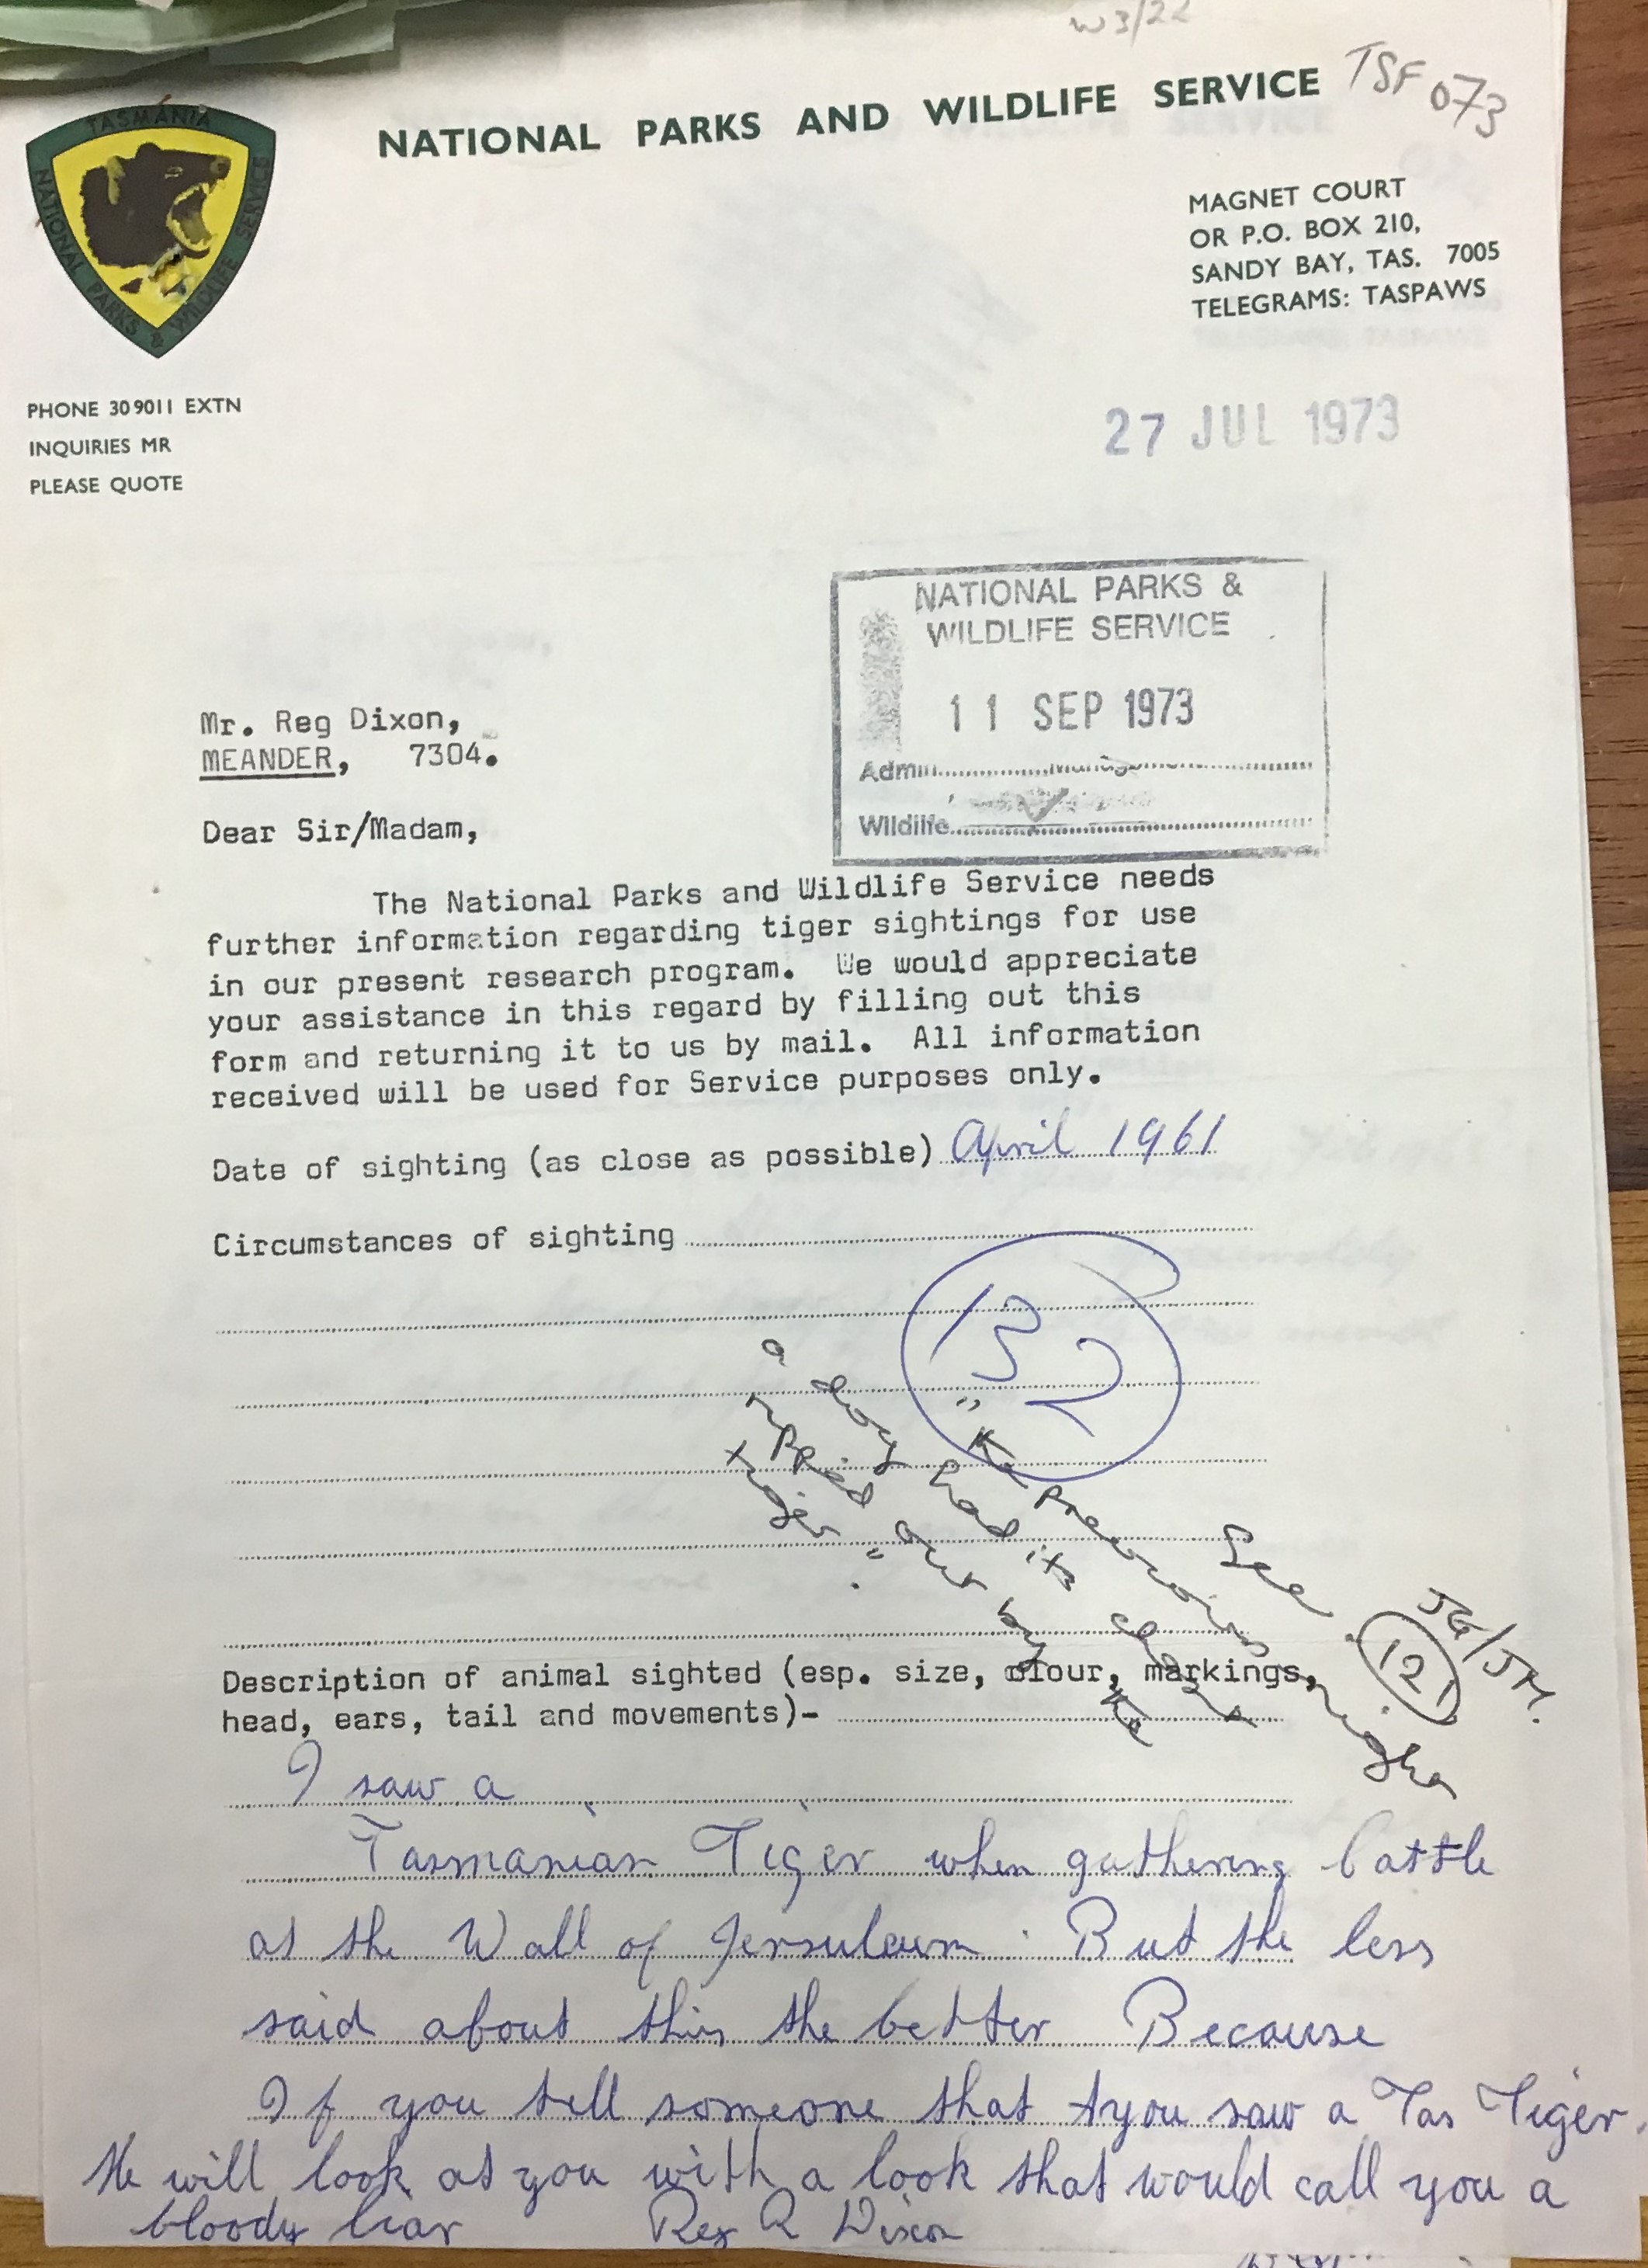 W3/22
TSF 073
NATIONAL PARKS AND WILDLIFE SERVICE
TASMANIA
NATIONAL PARKS & WILDLIFE SERVICE
MAGNET COURT
OR P.O. BOX 210,
SANDY BAY, TAS. 7005
TELEGRAMS: TASPAWS
PHONE 30 9011 EXTN
INQUIRIES MR
PLEASE QUOTE
27 JUL 1973
NATIONAL PARKS &
WILDLIFE SERVICE
11 SEP 1973
Admin. Management
Wildlife
Mr. Reg Dixon,
MEANDER, 7304.
Dear Sir/Madam,
The National Parks and Wildlife Service needs
further information regarding tiger sightings for use
in our present research program. We would appreciate
your assistance in this regard by filling out this
form and returning it to us by mail. All information
received will be used for Service purposes only.
Date of sighting (as close as possible) April 1961
Circumstances of sighting
132
See 12
JG/JM.
"The previous night
a dog had its
ripped out by the
tiger".
Description of animal sighted (esp. size, colour, markings,
head, ears, tail and movements)-
I saw a
Tasmanian Tiger when gathering Cattle
at the Wall of Jersuleum. But the less
said about this the better Because
If you tell someone that you saw a Tas Tiger.
He will look at you with a look that would call you a
bloody liar Reg R Dixon